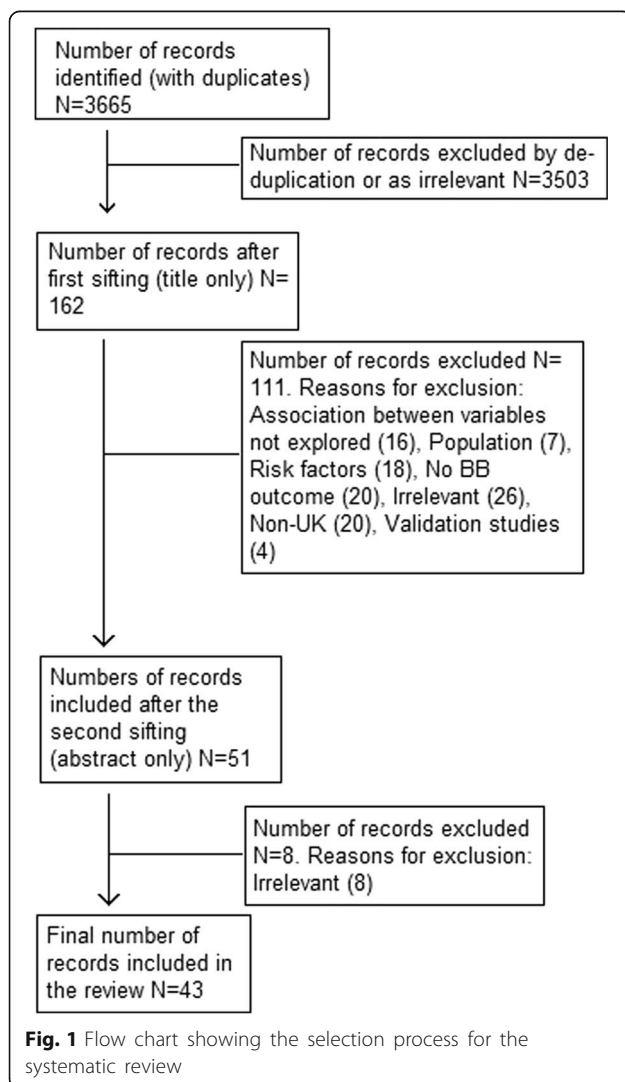 Number of records
identified (with duplicates)
N=3665
Number of records excluded by de-
duplication or as irrelevant N=3503
Number of records after
first sifting (title only) N=
162
Number of records excluded N=
111. Reasons for exclusion:
Association between variables
not explored (16), Population (7),
Risk factors (18), No BB
outcome (20), Irrelevant (26),
Non-UK (20), Validation studies
(4)
Numbers of records
included after the
second sifting
(abstract only) N=51
Number of records excluded
N=8. Reasons for exclusion:
Irrelevant (8)
Final number of
records included in
the review N=43
Fig. 1 Flow chart showing the selection process for the
systematic review